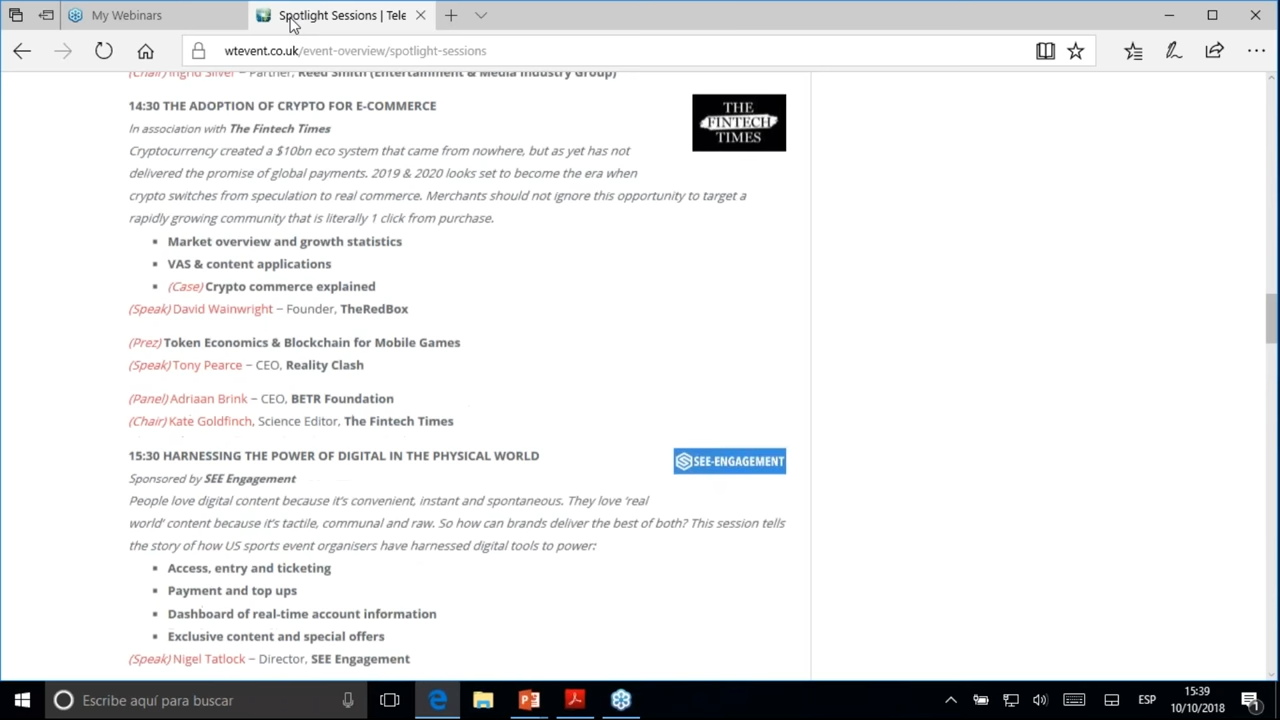 My Webinars
Spotlight Sessions | Tele
wtevent.co.uk/event-overview/spotlight-sessions
(Chair) Ingrid Silver – Partner, Reed Smith (Entertainment & Media Industry Group)
14:30 THE ADOPTION OF CRYPTO FOR E-COMMERCE
THE
FINTECH
TIMES
In association with The Fintech Times
Cryptocurrency created a $10bn eco system that came from nowhere, but as yet has not
delivered the promise of global payments. 2019 & 2020 looks set to become the era when
crypto switches from speculation to real commerce. Merchants should not ignore this opportunity to target a
rapidly growing community that is literally 1 click from purchase.
▪ Market overview and growth statistics
▪ VAS & content applications
▪ (Case) Crypto commerce explained
(Speak) David Wainwright – Founder, TheRedBox
(Prez) Token Economics & Blockchain for Mobile Games
(Speak) Tony Pearce – CEO, Reality Clash
(Panel) Adriaan Brink – CEO, BETR Foundation
(Chair) Kate Goldfinch, Science Editor, The Fintech Times
15:30 HARNESSING THE POWER OF DIGITAL IN THE PHYSICAL WORLD
SEE-ENGAGEMENT
Sponsored by SEE Engagement
People love digital content because it's convenient, instant and spontaneous. They love 'real
world' content because it's tactile, communal and raw. So how can brands deliver the best of both? This session tells
the story of how US sports event organisers have harnessed digital tools to power:
▪ Access, entry and ticketing
▪ Payment and top ups
▪ Dashboard of real-time account information
▪ Exclusive content and special offers
(Speak) Nigel Tatlock – Director, SEE Engagement
Escribe aquí para buscar
ESP
15:39
10/10/2018
1